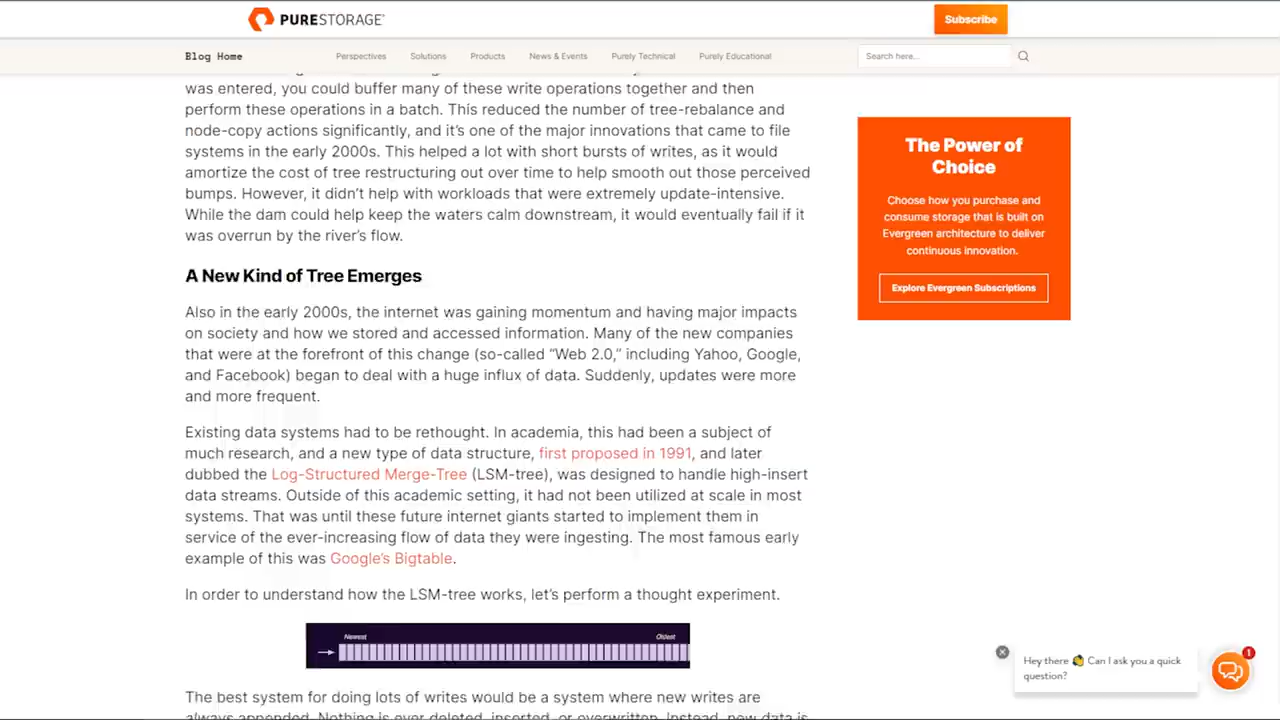 PURESTORAGE
Subscribe
Blog Home
Perspectives
Solutions
Products
News & Events
Purely Technical
Purely Educational
Search here...
was entered, you could buffer many of these write operations together and then
perform these operations in a batch. This reduced the number of tree-rebalance and
node-copy actions significantly, and it's one of the major innovations that came to file
systems in the early 2000s. This helped a lot with short bursts of writes, as it would
amortize the cost of tree restructuring out over time to help smooth out those perceived
bumps. However, it didn't help with workloads that were extremely update-intensive.
While the dam could help keep the waters calm downstream, it would eventually fail if it
was overrun by the river's flow.
A New Kind of Tree Emerges
Also in the early 2000s, the internet was gaining momentum and having major impacts
on society and how we stored and accessed information. Many of the new companies
that were at the forefront of this change (so-called “Web 2.0,” including Yahoo, Google,
and Facebook) began to deal with a huge influx of data. Suddenly, updates were more
and more frequent.
Existing data systems had to be rethought. In academia, this had been a subject of
much research, and a new type of data structure, first proposed in 1991, and later
dubbed the Log-Structured Merge-Tree (LSM-tree), was designed to handle high-insert
data streams. Outside of this academic setting, it had not been utilized at scale in most
systems. That was until these future internet giants started to implement them in
service of the ever-increasing flow of data they were ingesting. The most famous early
example of this was Google's Bigtable.
In order to understand how the LSM-tree works, let's perform a thought experiment.
Newest
Oldest
The best system for doing lots of writes would be a system where new writes are
always appended. Nothing is ever deleted, inserted, or overwritten. Instead, new data is
The Power of
Choice
Choose how you purchase and
consume storage that is built on
Evergreen architecture to deliver
continuous innovation.
Explore Evergreen Subscriptions
Hey there 👋 Can I ask you a quick
question?
1